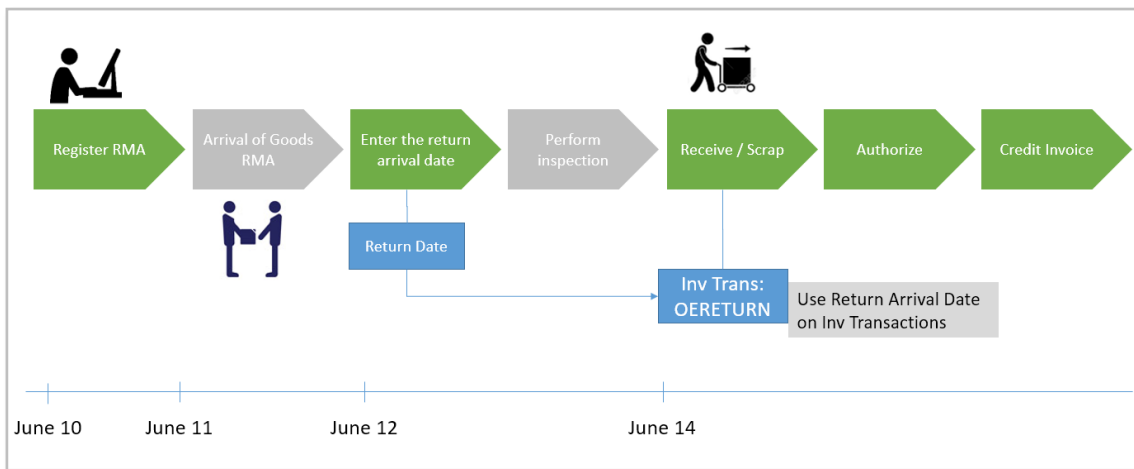 Register RMA
Arrival of Goods
RMA
Enter the return
arrival date
Perform
inspection
Receive / Scrap
Authorize
Credit Invoice
Return Date
Inv Trans:
OERETURN
Use Return Arrival Date
on Inv Transactions
June 10
June 11
June 12
June 14